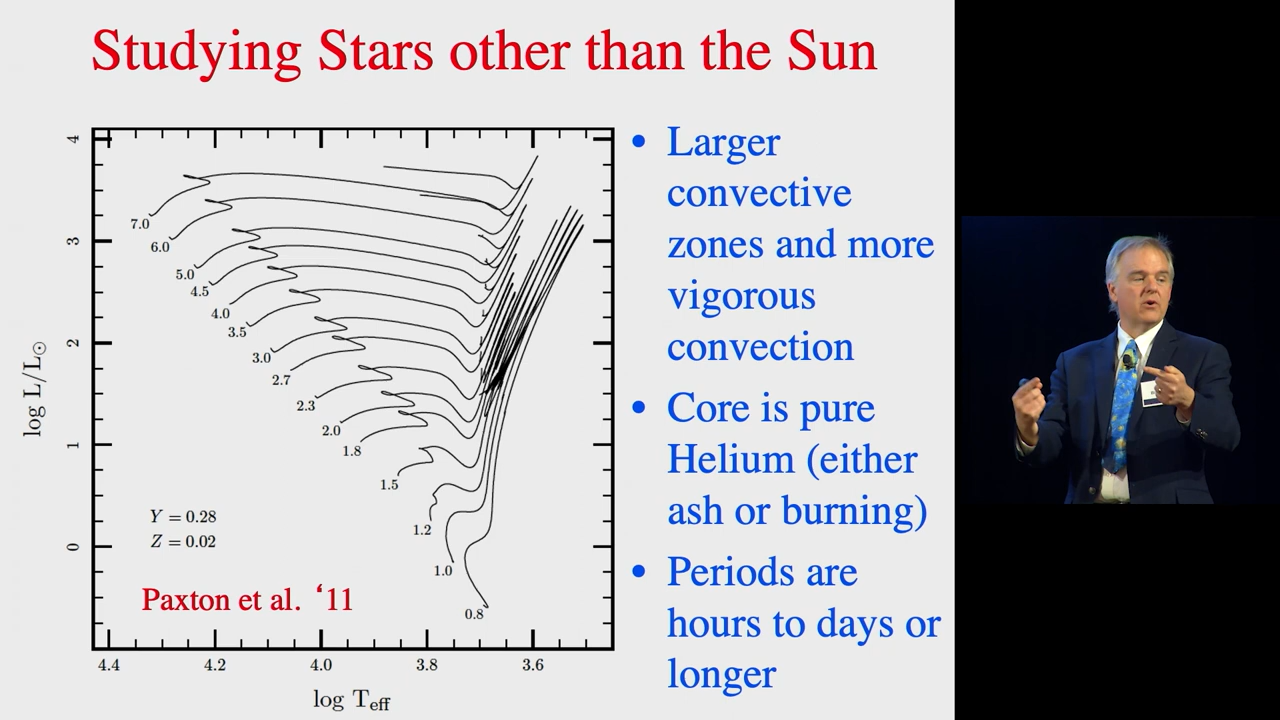 Studying Stars other than the Sun
4
3
2
1
0
log L/L☉
7.0
6.0
5.0
4.5
4.0
3.5
3.0
2.7
2.3
2.0
1.8
1.5
1.2
1.0
0.8
Y = 0.28
Z = 0.02
Paxton et al. ‘11
4.4 4.2 4.0 3.8 3.6
log Teff
• Larger
convective
zones and more
vigorous
convection
• Core is pure
Helium (either
ash or burning)
• Periods are
hours to days or
longer